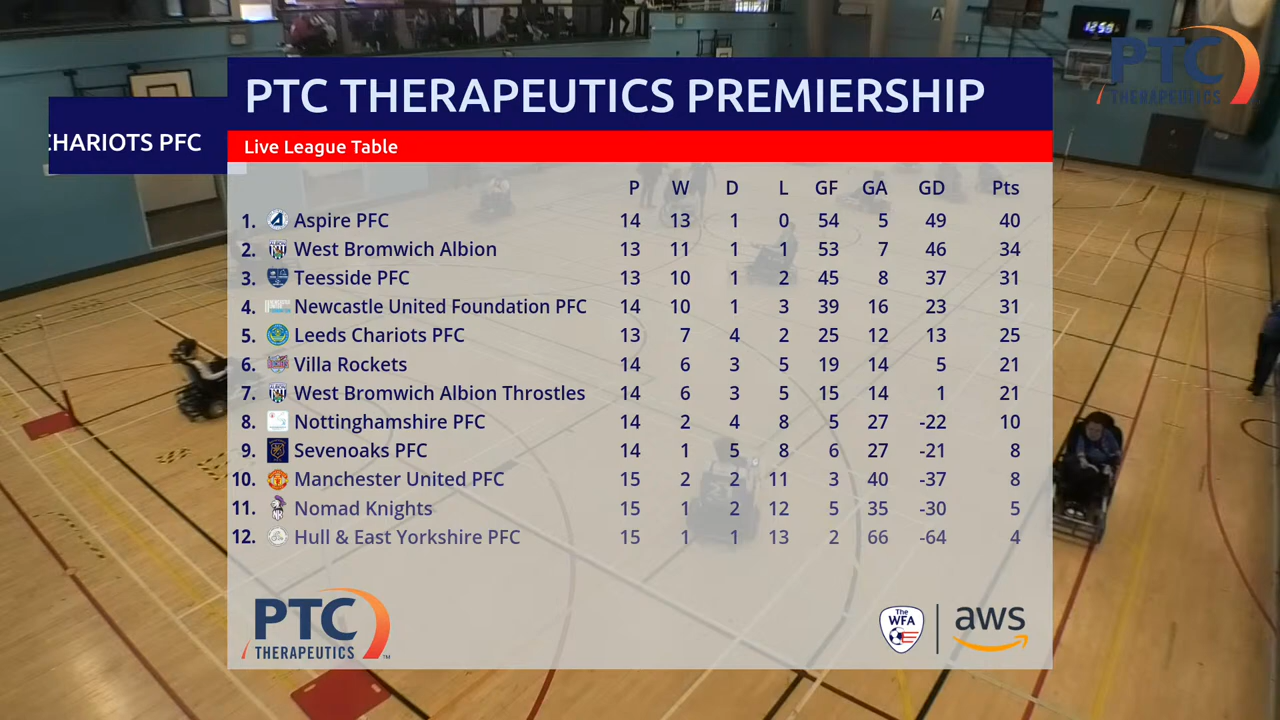 12:59
A
PTC
THERAPEUTICS
CHARIOTS PFC
PTC THERAPEUTICS PREMIERSHIP
Live League Table
P W D L GF GA GD Pts
1. Aspire PFC 14 13 1 0 54 5 49 40
2. West Bromwich Albion 13 11 1 1 53 7 46 34
3. Teesside PFC 13 10 1 2 45 8 37 31
4. Newcastle United Foundation PFC 14 10 1 3 39 16 23 31
5. Leeds Chariots PFC 13 7 4 2 25 12 13 25
6. Villa Rockets 14 6 3 5 19 14 5 21
7. West Bromwich Albion Throstles 14 6 3 5 15 14 1 21
8. Nottinghamshire PFC 14 2 4 8 5 27 -22 10
9. Sevenoaks PFC 14 1 5 8 6 27 -21 8
10. Manchester United PFC 15 2 2 11 3 40 -37 8
11. Nomad Knights 15 1 2 12 5 35 -30 5
12. Hull & East Yorkshire PFC 15 1 1 13 2 66 -64 4
PTC
THERAPEUTICS ™
The
WFA
aws